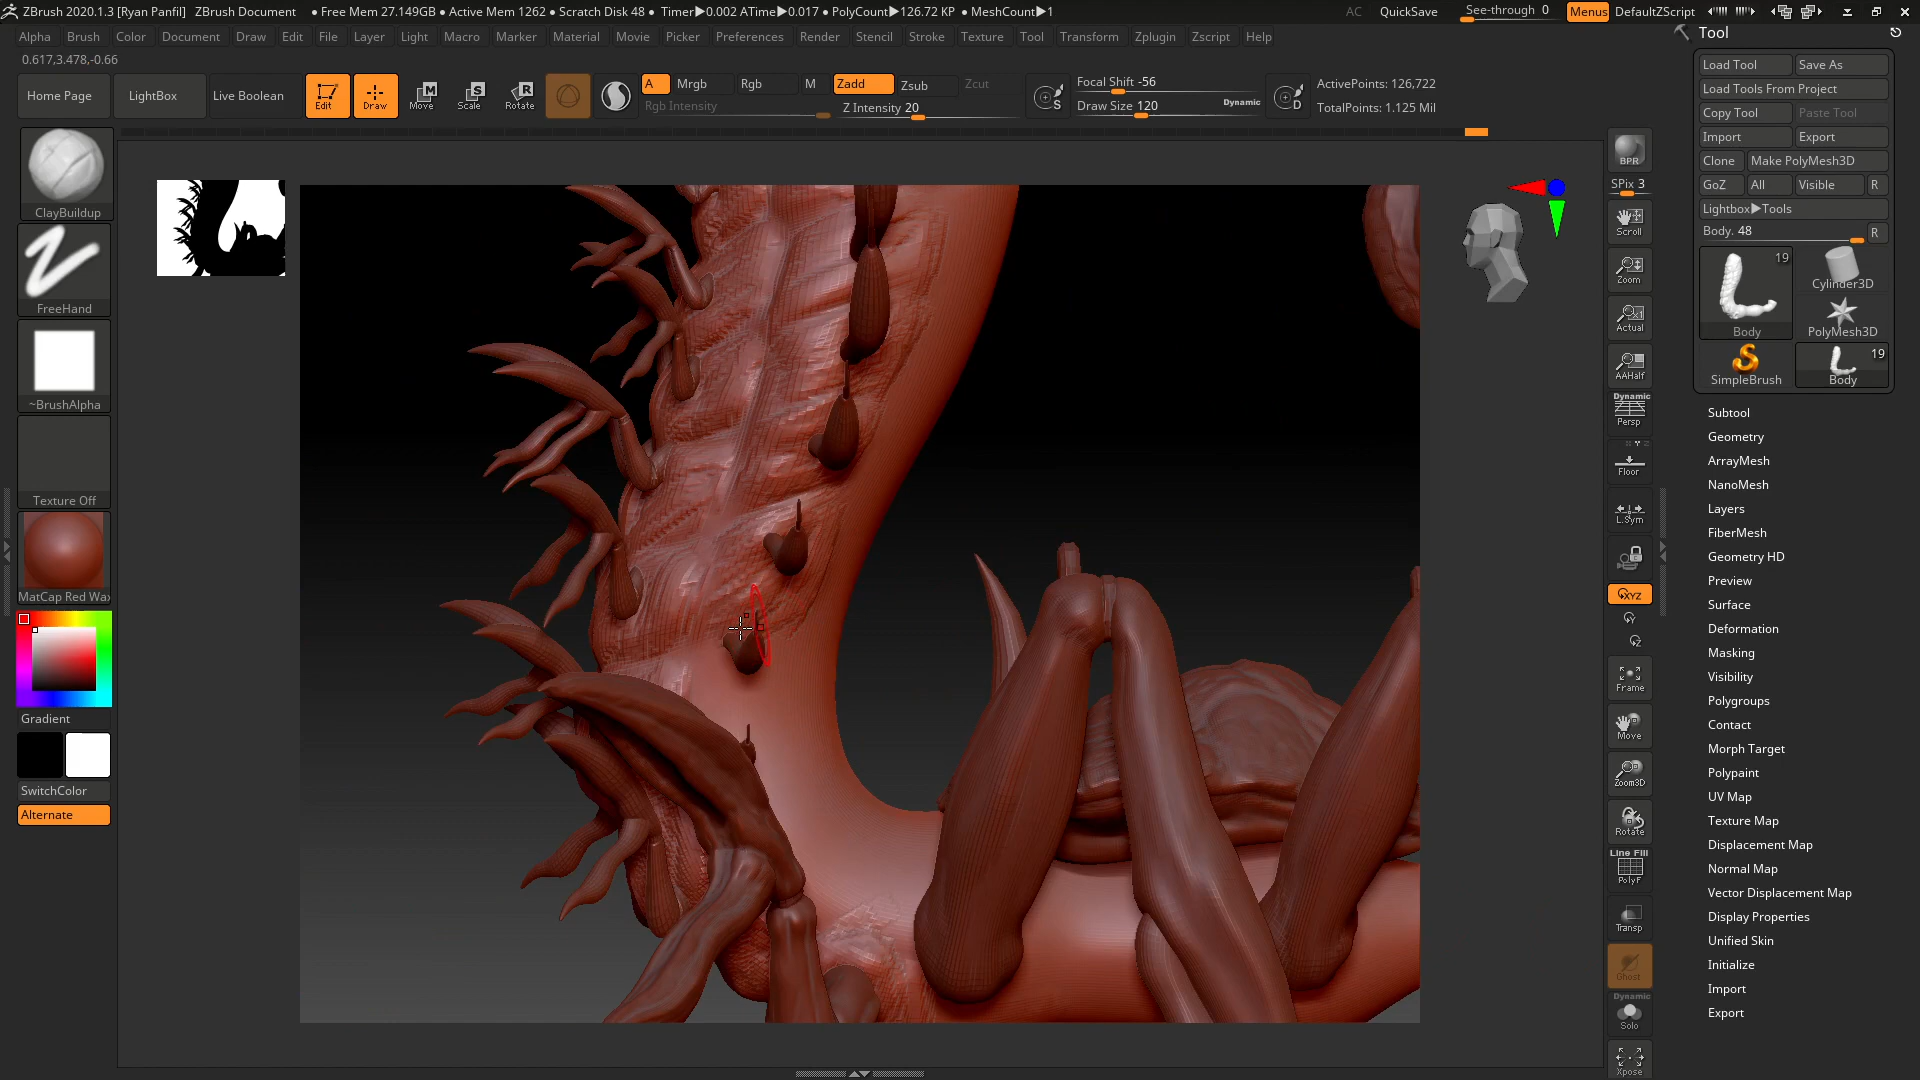 ZBrush 2020.1.3 [Ryan Panfil] ZBrush Document ● Free Mem 27.149GB ● Active Mem 1262 ● Scratch Disk 48 ● Timer▶0.002 ATime▶0.017 ● PolyCount▶126.72 KP ● MeshCount▶1 AC QuickSave See-through 0 Menus DefaultZScript
Alpha Brush Color Document Draw Edit File Layer Light Macro Marker Material Movie Picker Preferences Render Stencil Stroke Texture Tool Transform Zplugin Zscript Help
0.617,3.478,-0.66
Home Page LightBox Live Boolean Edit Draw Move Scale Rotate
A Mrgb Rgb M Zadd Zsub Zcut
Rgb Intensity Z Intensity 20
Focal Shift -56
Draw Size 120 Dynamic
ActivePoints: 126,722
TotalPoints: 1.125 Mil
ClayBuildup
FreeHand
~BrushAlpha
Texture Off
MatCap Red Wax
Gradient
SwitchColor
Alternate
BPR
SPix 3
Scroll
Zoom
Actual
AAHalf
Dynamic
Persp
Floor
L.Sym
XYZ
Y
Z
Frame
Move
Zoom3D
Rotate
Line Fill
PolyF
Transp
Ghost
Dynamic
Solo
Xpose
Tool
Load Tool Save As
Load Tools From Project
Copy Tool Paste Tool
Import Export
Clone Make PolyMesh3D
GoZ All Visible R
Lightbox▶Tools
Body. 48 R
19
Body
Cylinder3D
PolyMesh3D
SimpleBrush
19
Body
Subtool
Geometry
ArrayMesh
NanoMesh
Layers
FiberMesh
Geometry HD
Preview
Surface
Deformation
Masking
Visibility
Polygroups
Contact
Morph Target
Polypaint
UV Map
Texture Map
Displacement Map
Normal Map
Vector Displacement Map
Display Properties
Unified Skin
Initialize
Import
Export